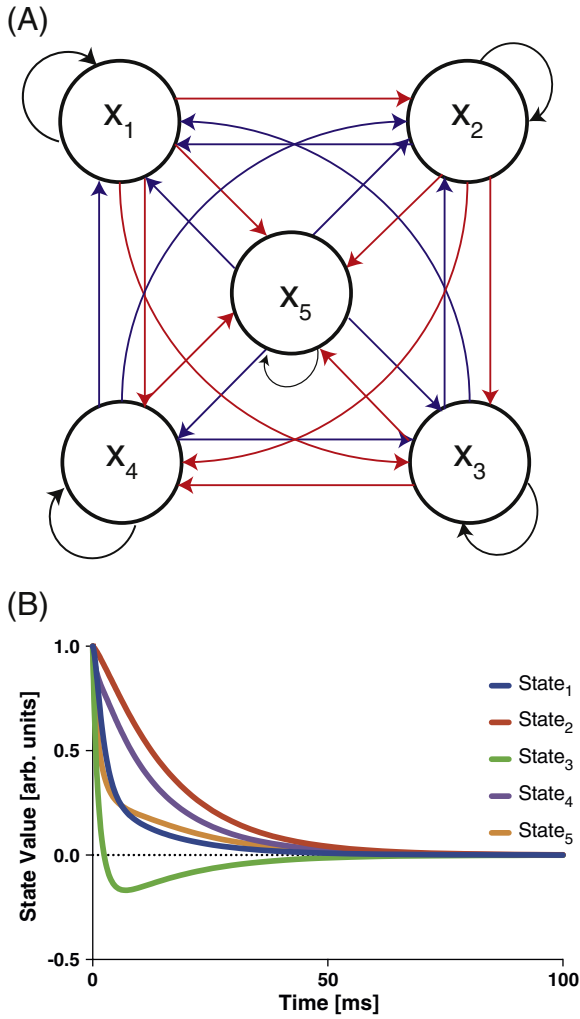 (A)
X1
X2
X5
X4
X3
(B)
1.0
State1
State2
0.5
State3
State4
State5
0.0
-0.5
0
50
100
State Value [arb. units]
Time [ms]